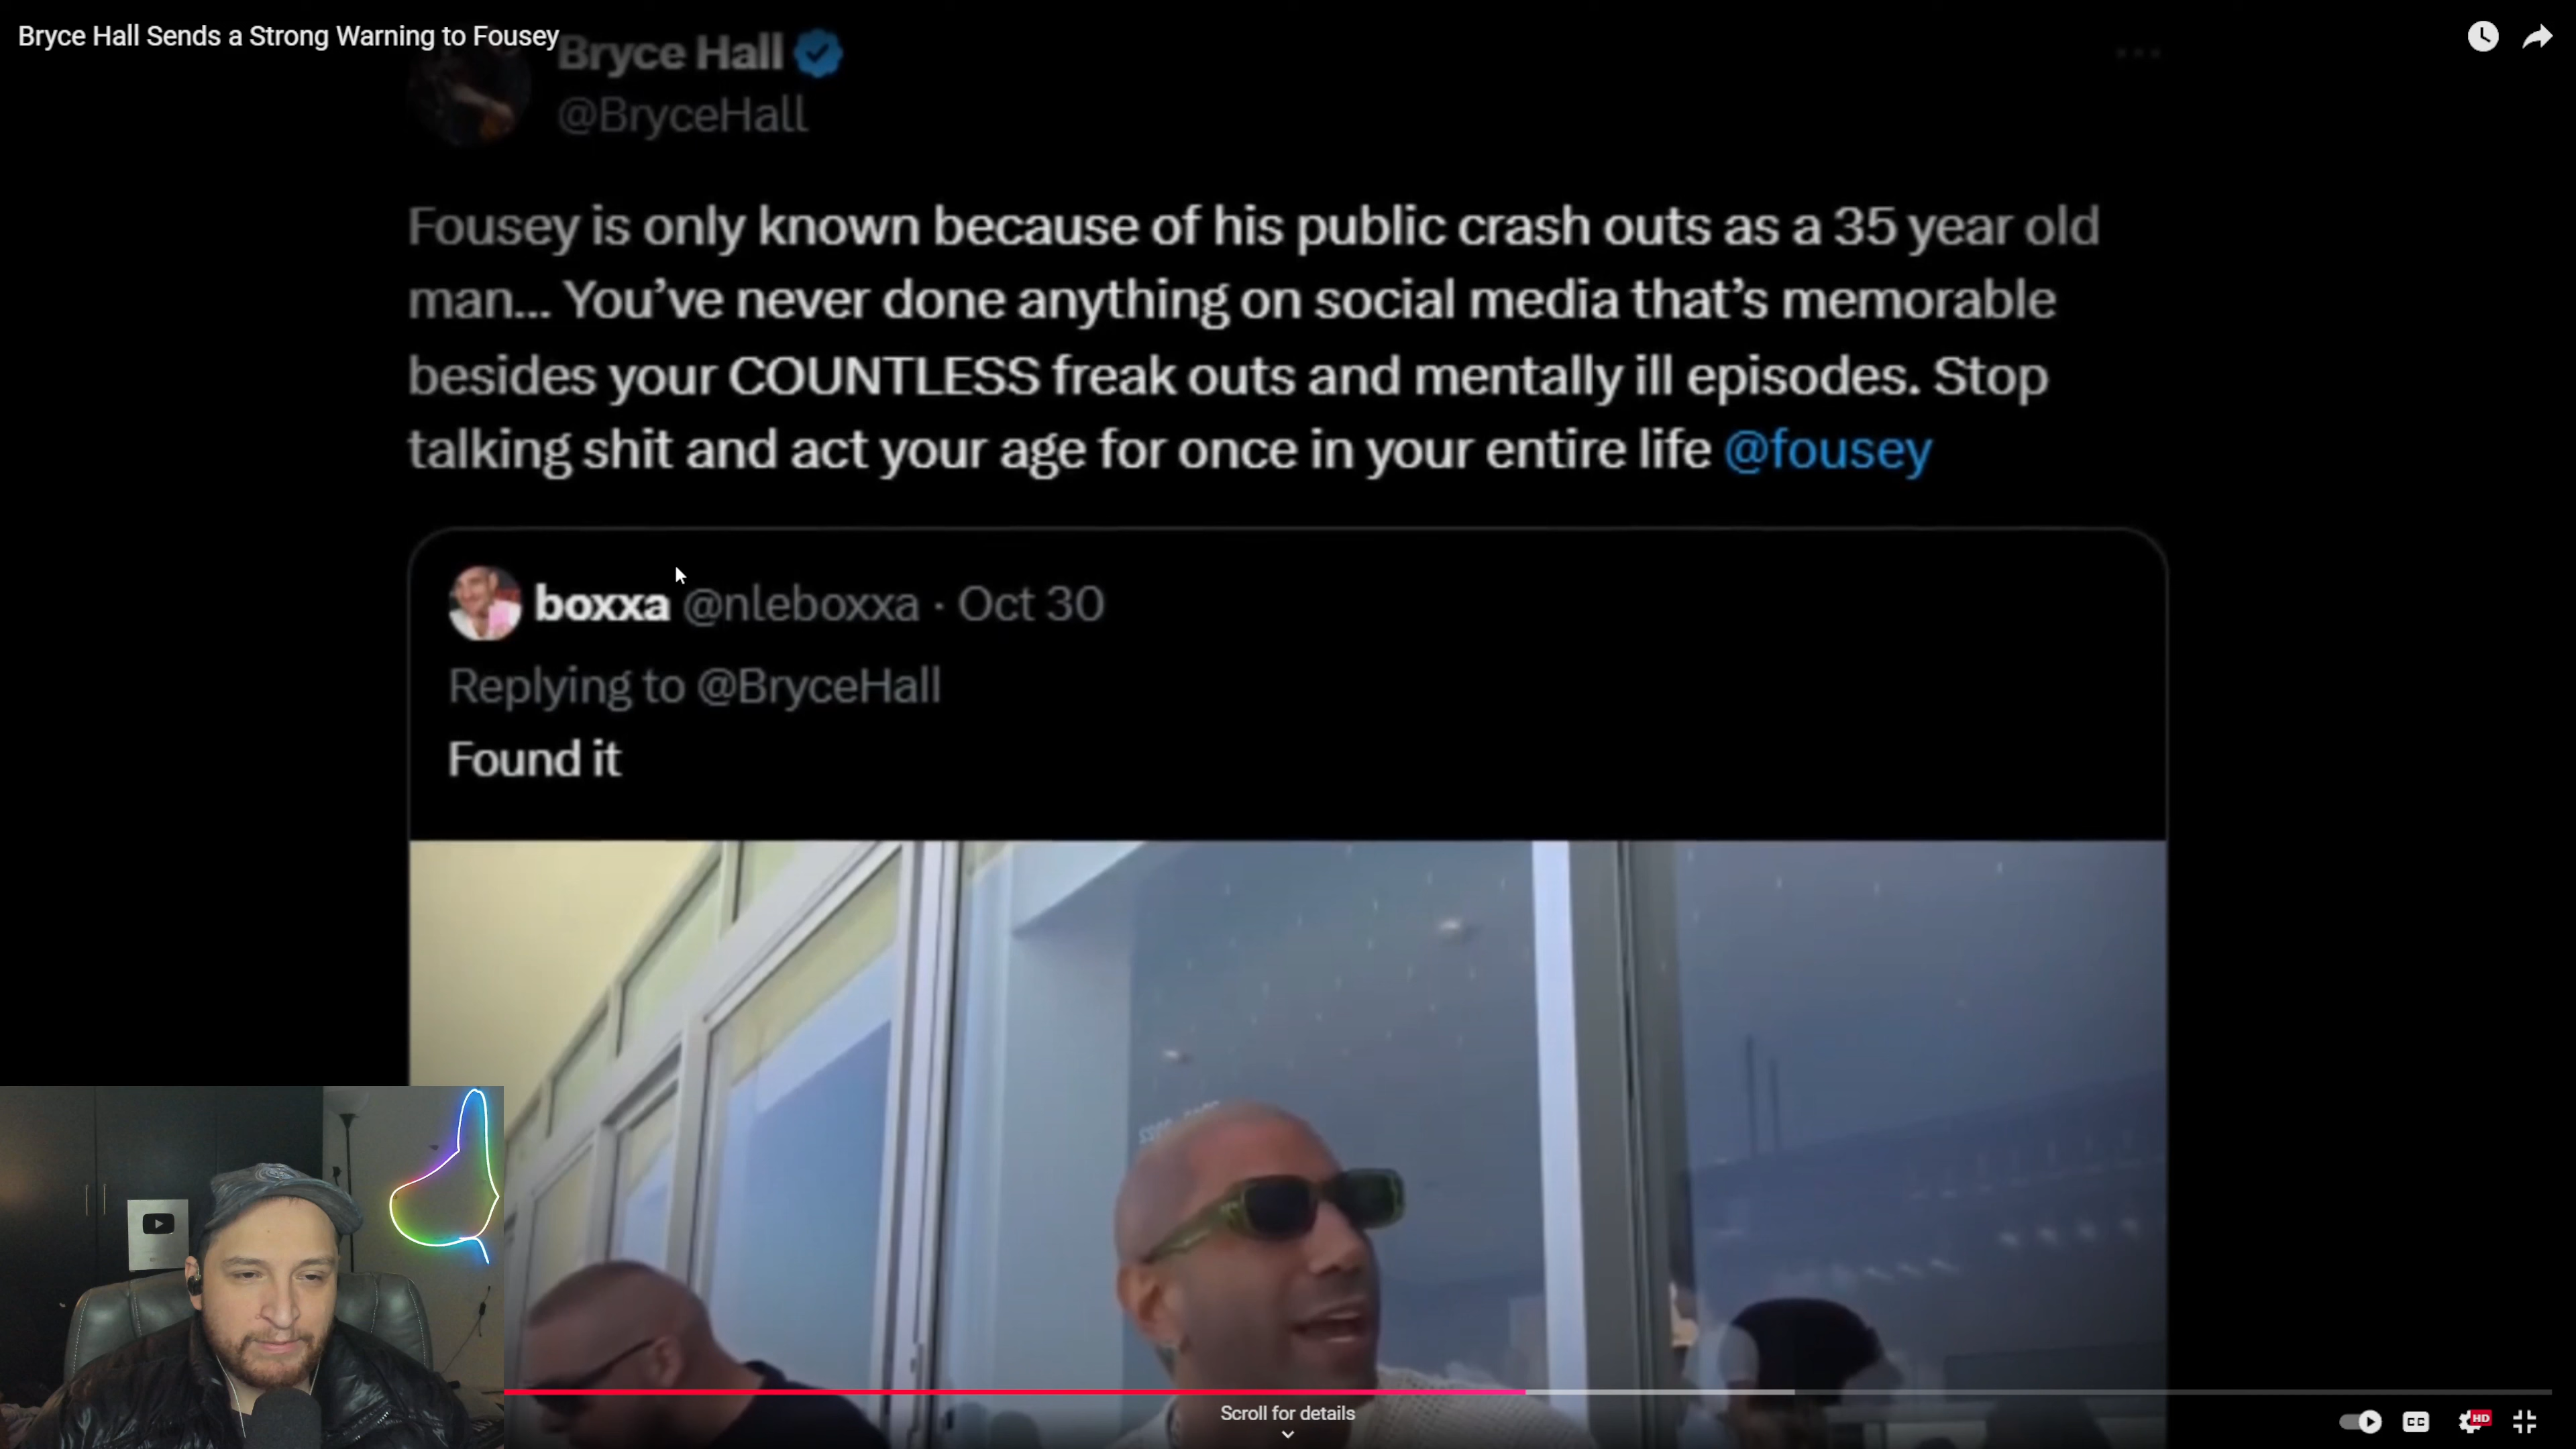 Bryce Hall Sends a Strong Warning to Fousey
Bryce Hall
@BryceHall
Fousey is only known because of his public crash outs as a 35 year old
man... You've never done anything on social media that's memorable
besides your COUNTLESS freak outs and mentally ill episodes. Stop
talking shit and act your age for once in your entire life @fousey
boxxa @nleboxxa · Oct 30
Replying to @BryceHall
Found it
Scroll for details
CC
HD